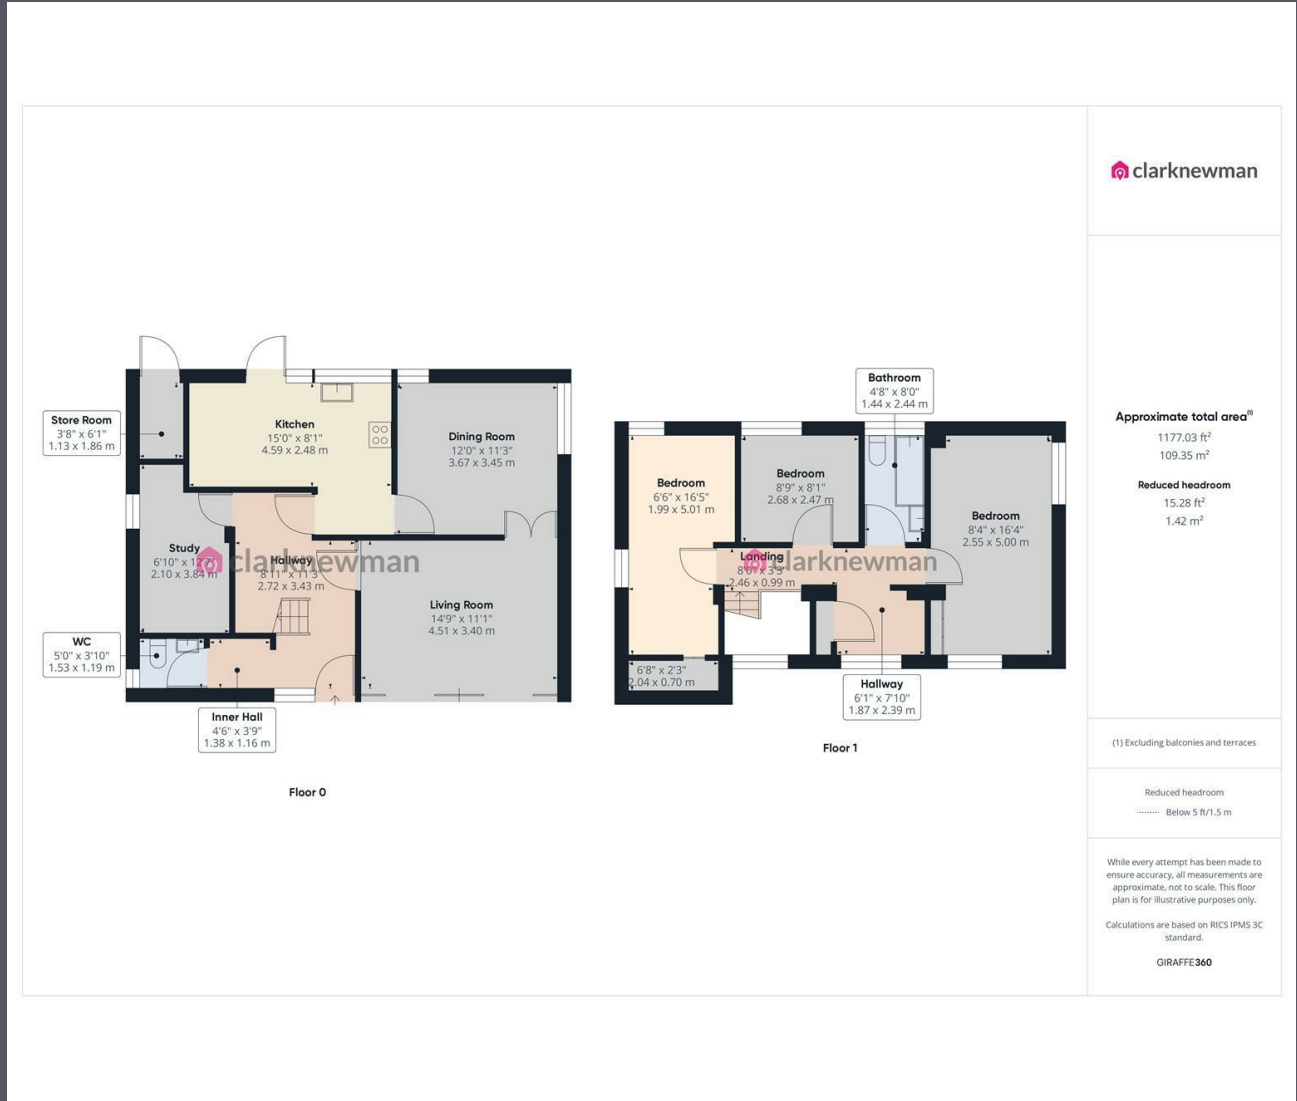 clarknewman
Bathroom
4'8" x 8'0"
1.44 x 2.44 m
Store Room
3'8" x 6'1"
1.13 x 1.86 m
Kitchen
15'0" x 8'1"
4.59 x 2.48 m
Dining Room
12'0" x 11'3"
3.67 x 3.45 m
Bedroom
6'6" x 16'5"
1.99 x 5.01 m
Bedroom
8'9" x 8'1"
2.68 x 2.47 m
Bedroom
8'4" x 16'4"
2.55 x 5.00 m
Study
6'10" x
2.10 x 3.84 m
clarknewman
Hallway
8'11" x 11'3"
2.72 x 3.43 m
Landing
8'0" x 3'3"
2.46 x 0.99 m
clarknewman
Living Room
14'9" x 11'1"
4.51 x 3.40 m
WC
5'0" x 3'10"
1.53 x 1.19 m
6'8" x 2'3"
2.04 x 0.70 m
Hallway
6'1" x 7'10"
1.87 x 2.39 m
Inner Hall
4'6" x 3'9"
1.38 x 1.16 m
Floor 0
Floor 1
Approximate total area(1)
1177.03 ft²
109.35 m²
Reduced headroom
15.28 ft²
1.42 m²
(1) Excluding balconies and terraces
Reduced headroom
Below 5 ft/1.5 m
While every attempt has been made to
ensure accuracy, all measurements are
approximate, not to scale. This floor
plan is for illustrative purposes only.
Calculations are based on RICS IPMS 3C
standard.
GIRAFFE360